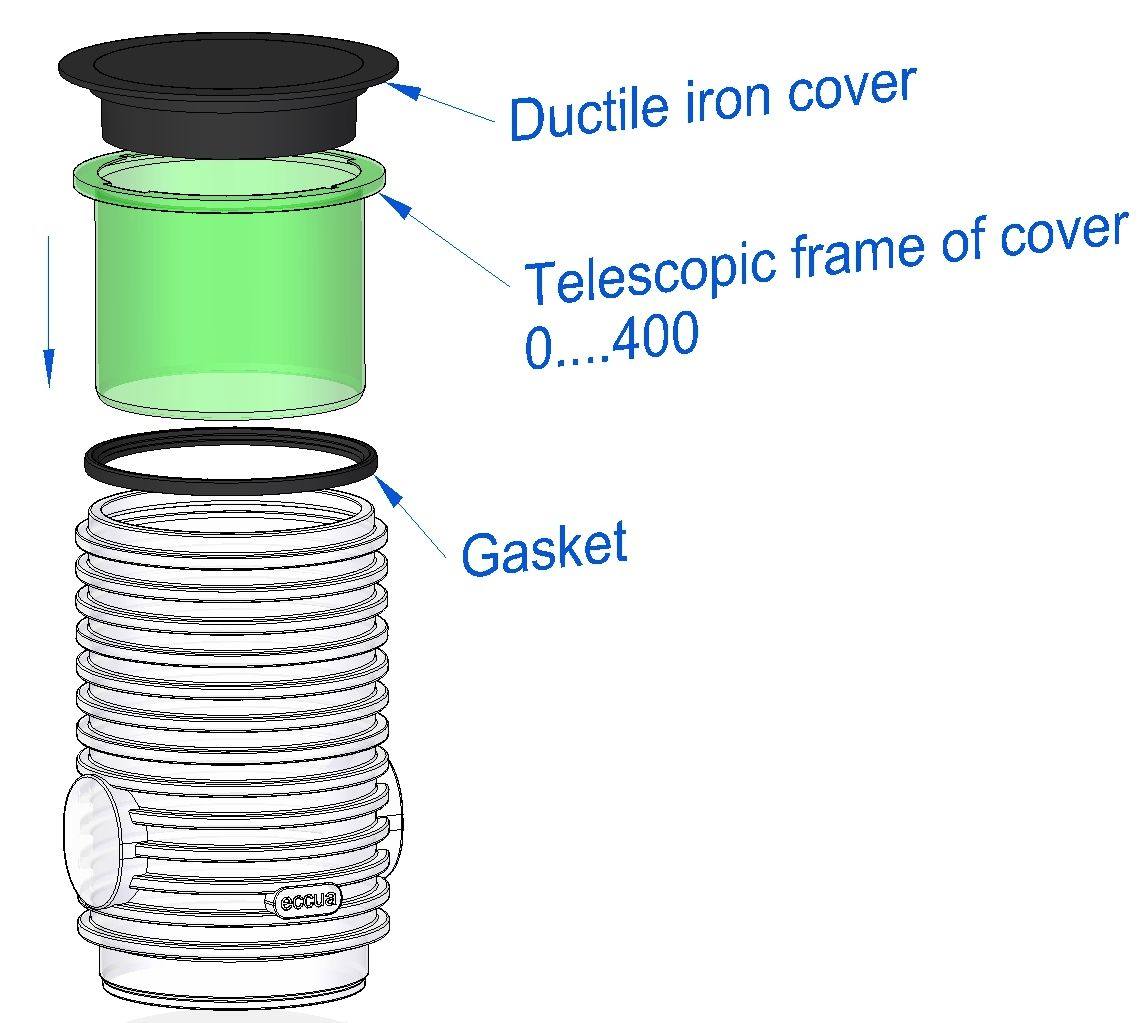 Ductile iron cover
Telescopic frame of cover
0....400
Gasket
eccua